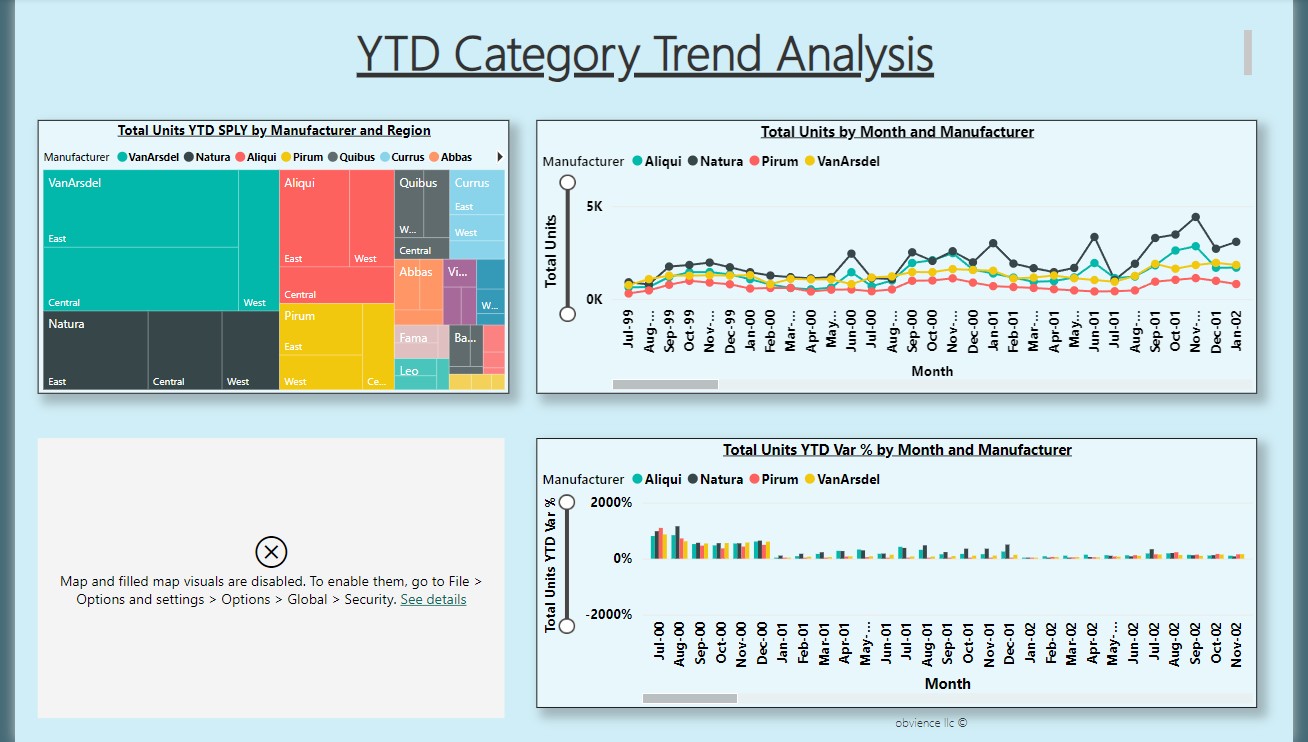 YTD Category Trend Analysis
Total Units YTD SPLY by Manufacturer and Region
Manufacturer VanArsdel Natura Aliqui Pirum Quibus Currus Abbas
VanArsdel
East
Central
West
Natura
East
Central
West
Aliqui
East
West
Central
Pirum
East
West
Ce...
Quibus
W...
Central
Currus
East
West
Abbas
Vi...
W...
Fama
Ba...
Leo
Total Units by Month and Manufacturer
Manufacturer Aliqui Natura Pirum VanArsdel
Total Units
5K
0K
Jul-99
Aug-...
Sep-99
Oct-99
Nov-...
Dec-99
Jan-00
Feb-00
Mar-...
Apr-00
May...
Jun-00
Jul-00
Aug-...
Sep-00
Oct-00
Nov-...
Dec-00
Jan-01
Feb-01
Mar-...
Apr-01
May...
Jun-01
Jul-01
Aug-...
Sep-01
Oct-01
Nov-...
Dec-01
Jan-02
Month
Map and filled map visuals are disabled. To enable them, go to File >
Options and settings > Options > Global > Security. See details
Total Units YTD Var % by Month and Manufacturer
Manufacturer Aliqui Natura Pirum VanArsdel
Total Units YTD Var %
2000%
0%
-2000%
Jul-00
Aug-00
Sep-00
Oct-00
Nov-00
Dec-00
Jan-01
Feb-01
Mar-01
Apr-01
May-...
Jun-01
Jul-01
Aug-01
Sep-01
Oct-01
Nov-01
Dec-01
Jan-02
Feb-02
Mar-02
Apr-02
May-...
Jun-02
Jul-02
Aug-02
Sep-02
Oct-02
Nov-02
Month
obvience llc ©